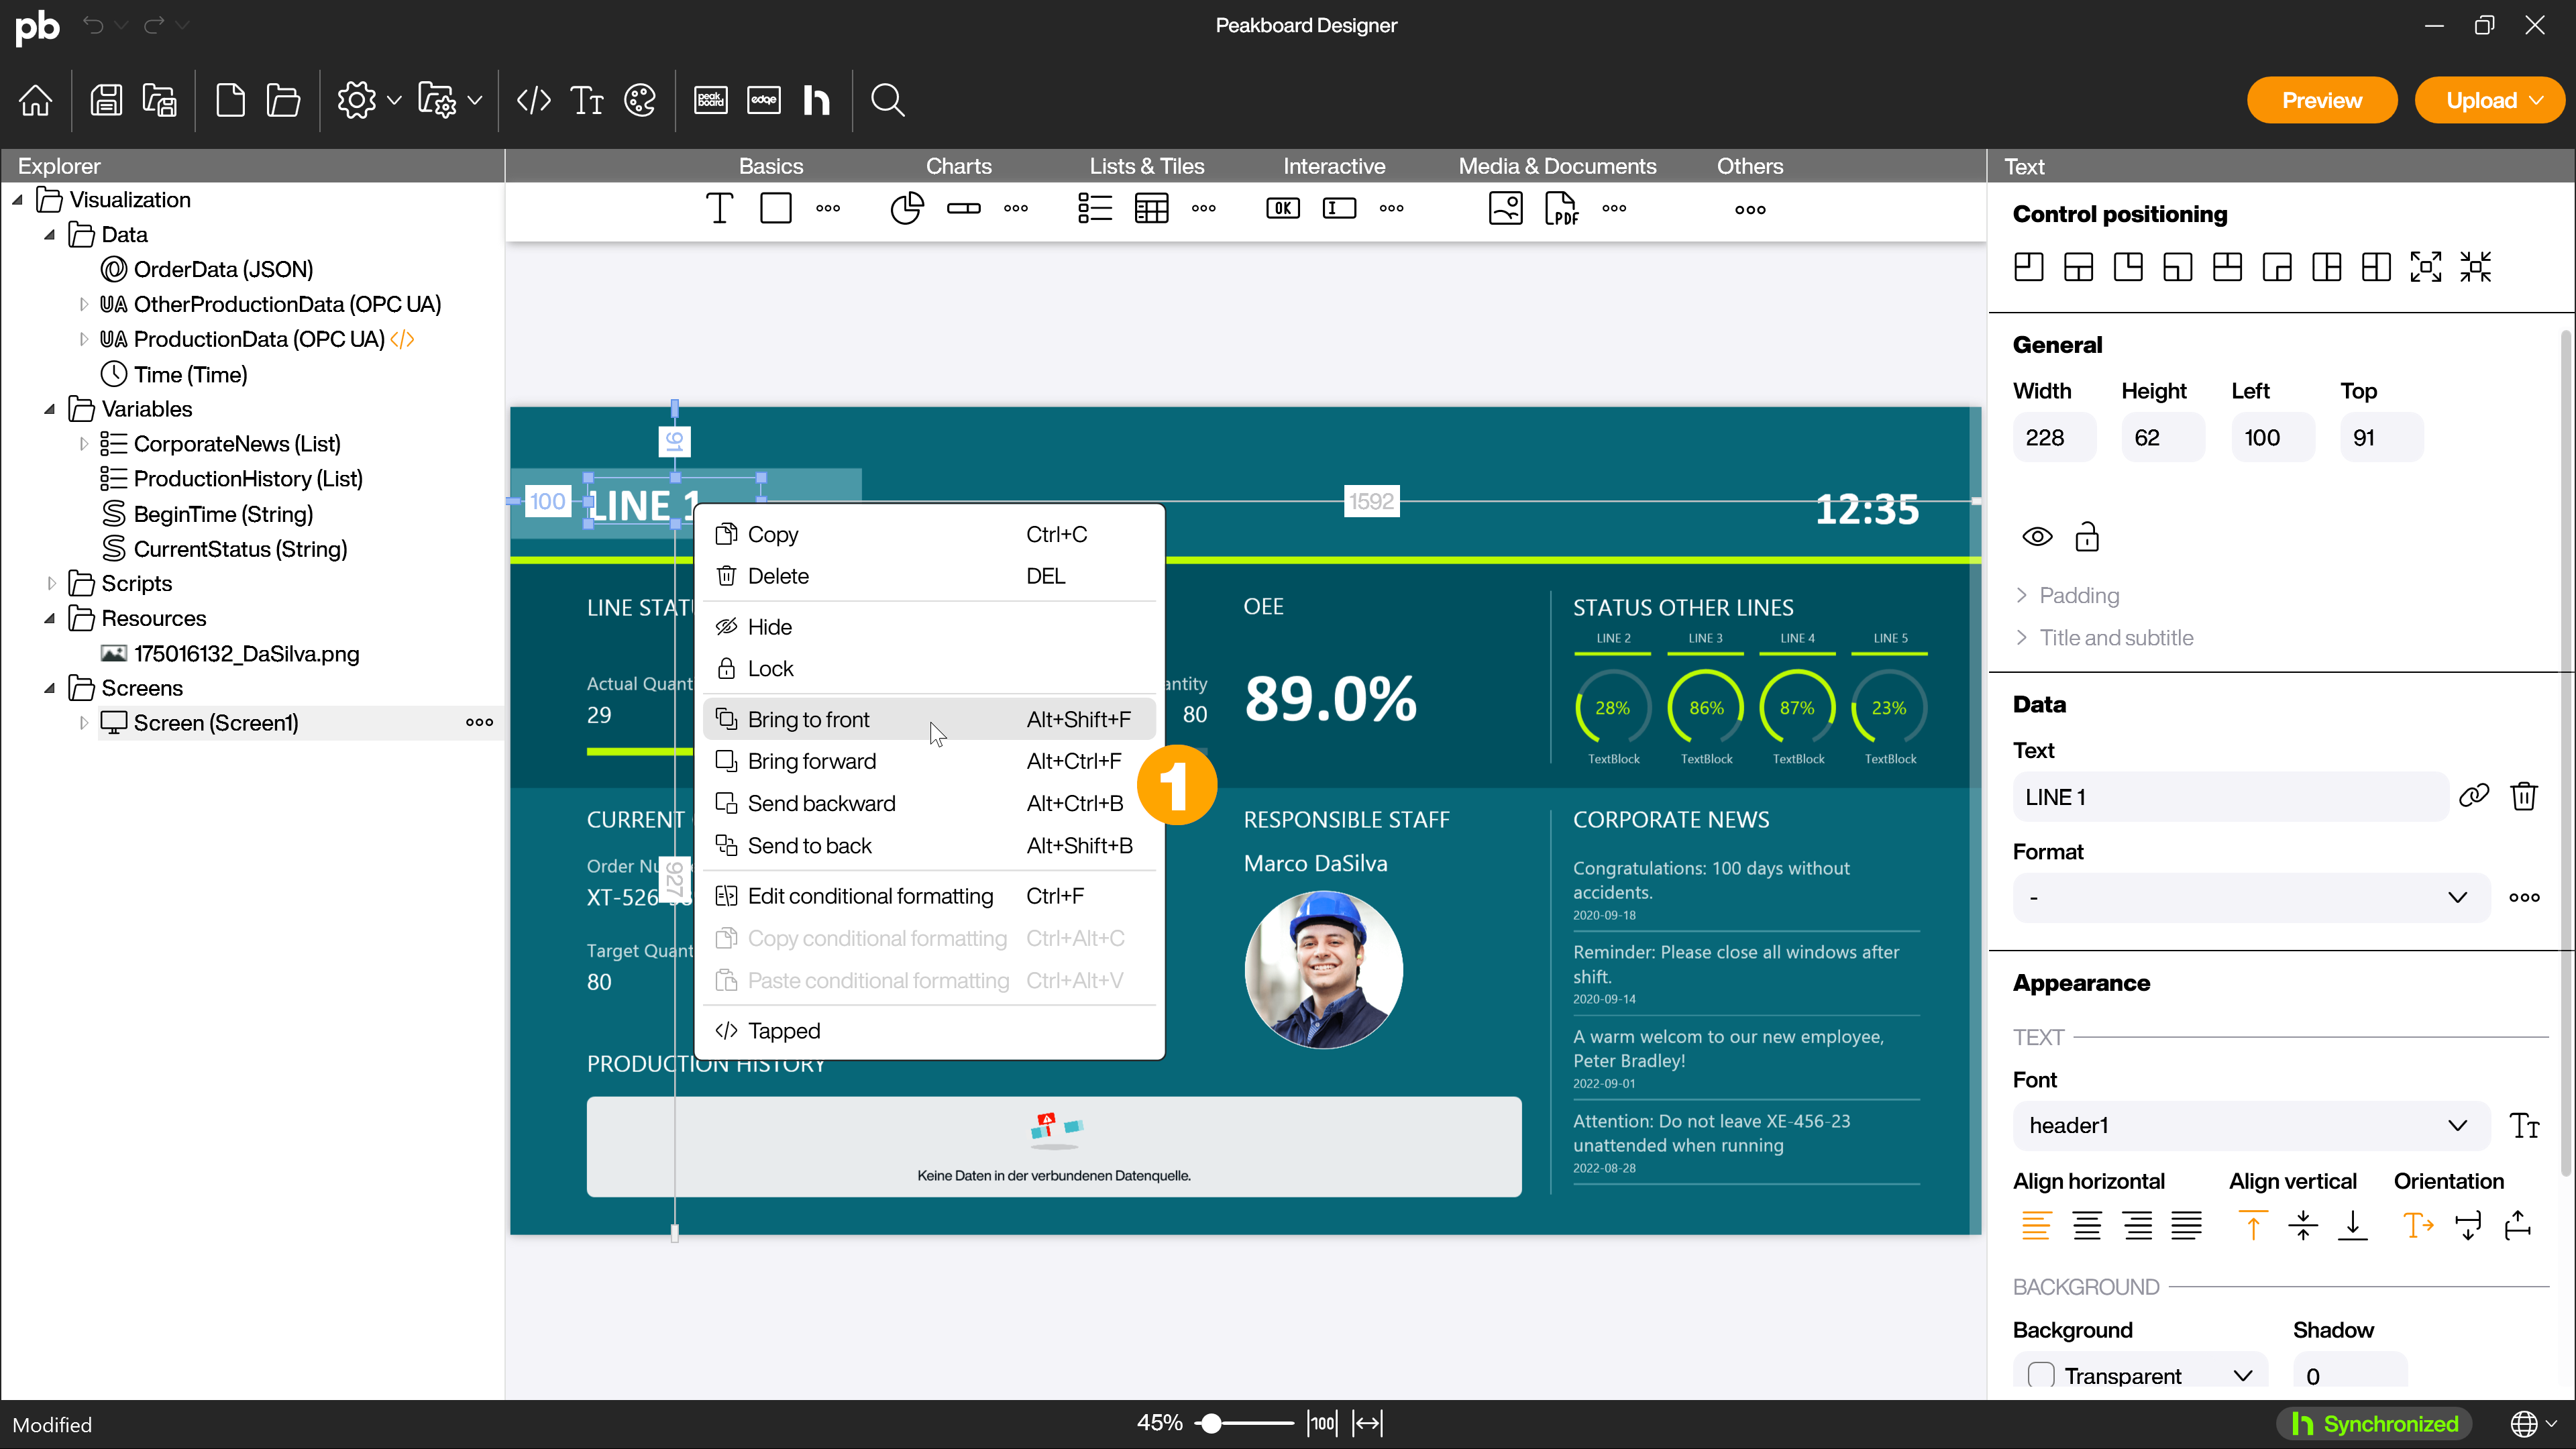 pb
Peakboard Designer
peak
board
edge
h
Preview
Upload
Explorer
Basics
Charts
Lists & Tiles
Interactive
Media & Documents
Others
Text
OK
I
PDF
Visualization
Data
OrderData (JSON)
UA OtherProductionData (OPC UA)
UA ProductionData (OPC UA) </>
Time (Time)
Variables
CorporateNews (List)
ProductionHistory (List)
BeginTime (String)
CurrentStatus (String)
Scripts
Resources
175016132_DaSilva.png
Screens
Screen (Screen1)
91
100
LINE 1
1592
12:35
Copy Ctrl+C
Delete DEL
Hide
Lock
Bring to front Alt+Shift+F
Bring forward Alt+Ctrl+F
Send backward Alt+Ctrl+B
Send to back Alt+Shift+B
Edit conditional formatting Ctrl+F
Copy conditional formatting Ctrl+Alt+C
Paste conditional formatting Ctrl+Alt+V
</> Tapped
1
LINE STAT
Actual Quant
29
antity
80
OEE
89.0%
STATUS OTHER LINES
LINE 2 LINE 3 LINE 4 LINE 5
28% 86% 87% 23%
TextBlock TextBlock TextBlock TextBlock
CURRENT
Order Nu
XT-526
927
Target Quant
80
RESPONSIBLE STAFF
Marco DaSilva
CORPORATE NEWS
Congratulations: 100 days without
accidents.
2020-09-18
Reminder: Please close all windows after
shift.
2020-09-14
A warm welcom to our new employee,
Peter Bradley!
2022-09-01
Attention: Do not leave XE-456-23
unattended when running
2022-08-28
PRODUCTION HISTORY
Keine Daten in der verbundenen Datenquelle.
Control positioning
General
Width Height Left Top
228 62 100 91
Padding
Title and subtitle
Data
Text
LINE 1
Format
-
Appearance
TEXT
Font
header1
Align horizontal Align vertical Orientation
BACKGROUND
Background Shadow
Transparent 0
Modified
45%
100
h Synchronized